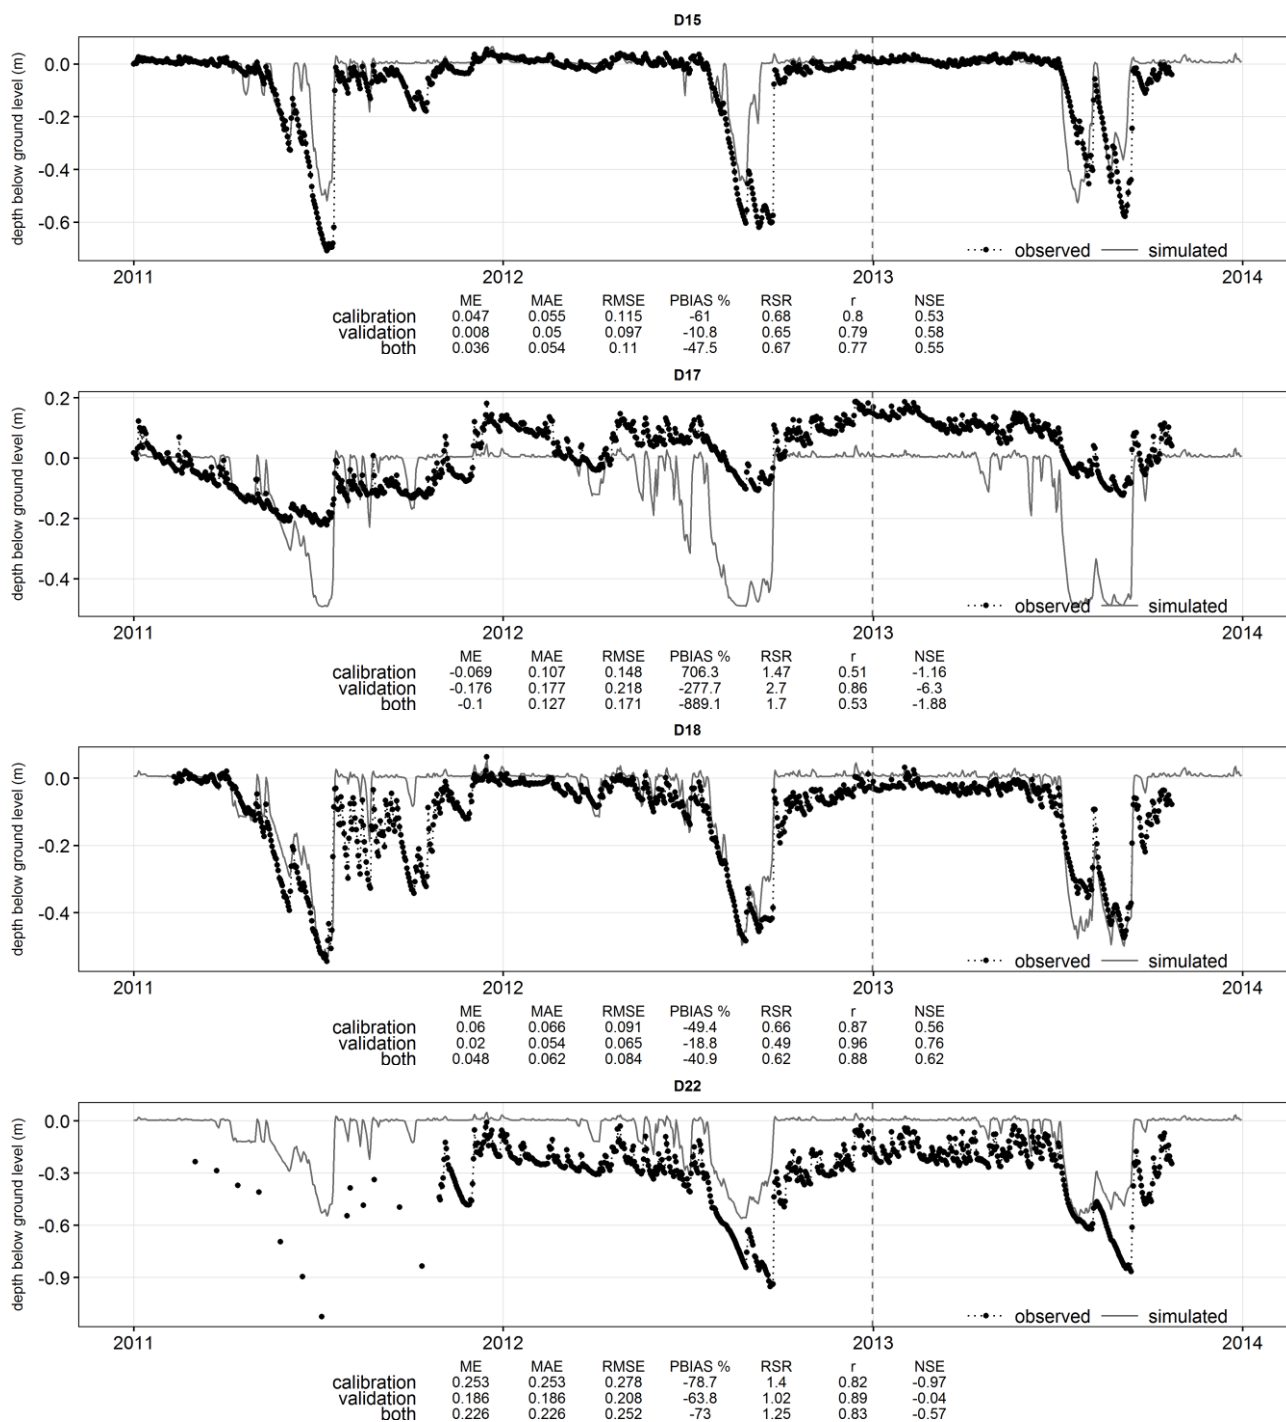 D15
depth below ground level (m)
0.0
-0.2
-0.4
-0.6
observed simulated
2011 2012 2013 2014
ME MAE RMSE PBIAS % RSR r NSE
calibration 0.047 0.055 0.115 -61 0.68 0.8 0.53
validation 0.008 0.05 0.097 -10.8 0.65 0.79 0.58
both 0.036 0.054 0.11 -47.5 0.67 0.77 0.55
D17
depth below ground level (m)
0.2
0.0
-0.2
-0.4
observed simulated
2011 2012 2013 2014
ME MAE RMSE PBIAS % RSR r NSE
calibration -0.069 0.107 0.148 706.3 1.47 0.51 -1.16
validation -0.176 0.177 0.218 -277.7 2.7 0.86 -6.3
both -0.1 0.127 0.171 -889.1 1.7 0.53 -1.88
D18
depth below ground level (m)
0.0
-0.2
-0.4
observed simulated
2011 2012 2013 2014
ME MAE RMSE PBIAS % RSR r NSE
calibration 0.06 0.066 0.091 -49.4 0.66 0.87 0.56
validation 0.02 0.054 0.065 -18.8 0.49 0.96 0.76
both 0.048 0.062 0.084 -40.9 0.62 0.88 0.62
D22
depth below ground level (m)
0.0
-0.3
-0.6
-0.9
observed simulated
2011 2012 2013 2014
ME MAE RMSE PBIAS % RSR r NSE
calibration 0.253 0.253 0.278 -78.7 1.4 0.82 -0.97
validation 0.186 0.186 0.208 -63.8 1.02 0.89 -0.04
both 0.226 0.226 0.252 -73 1.25 0.83 -0.57